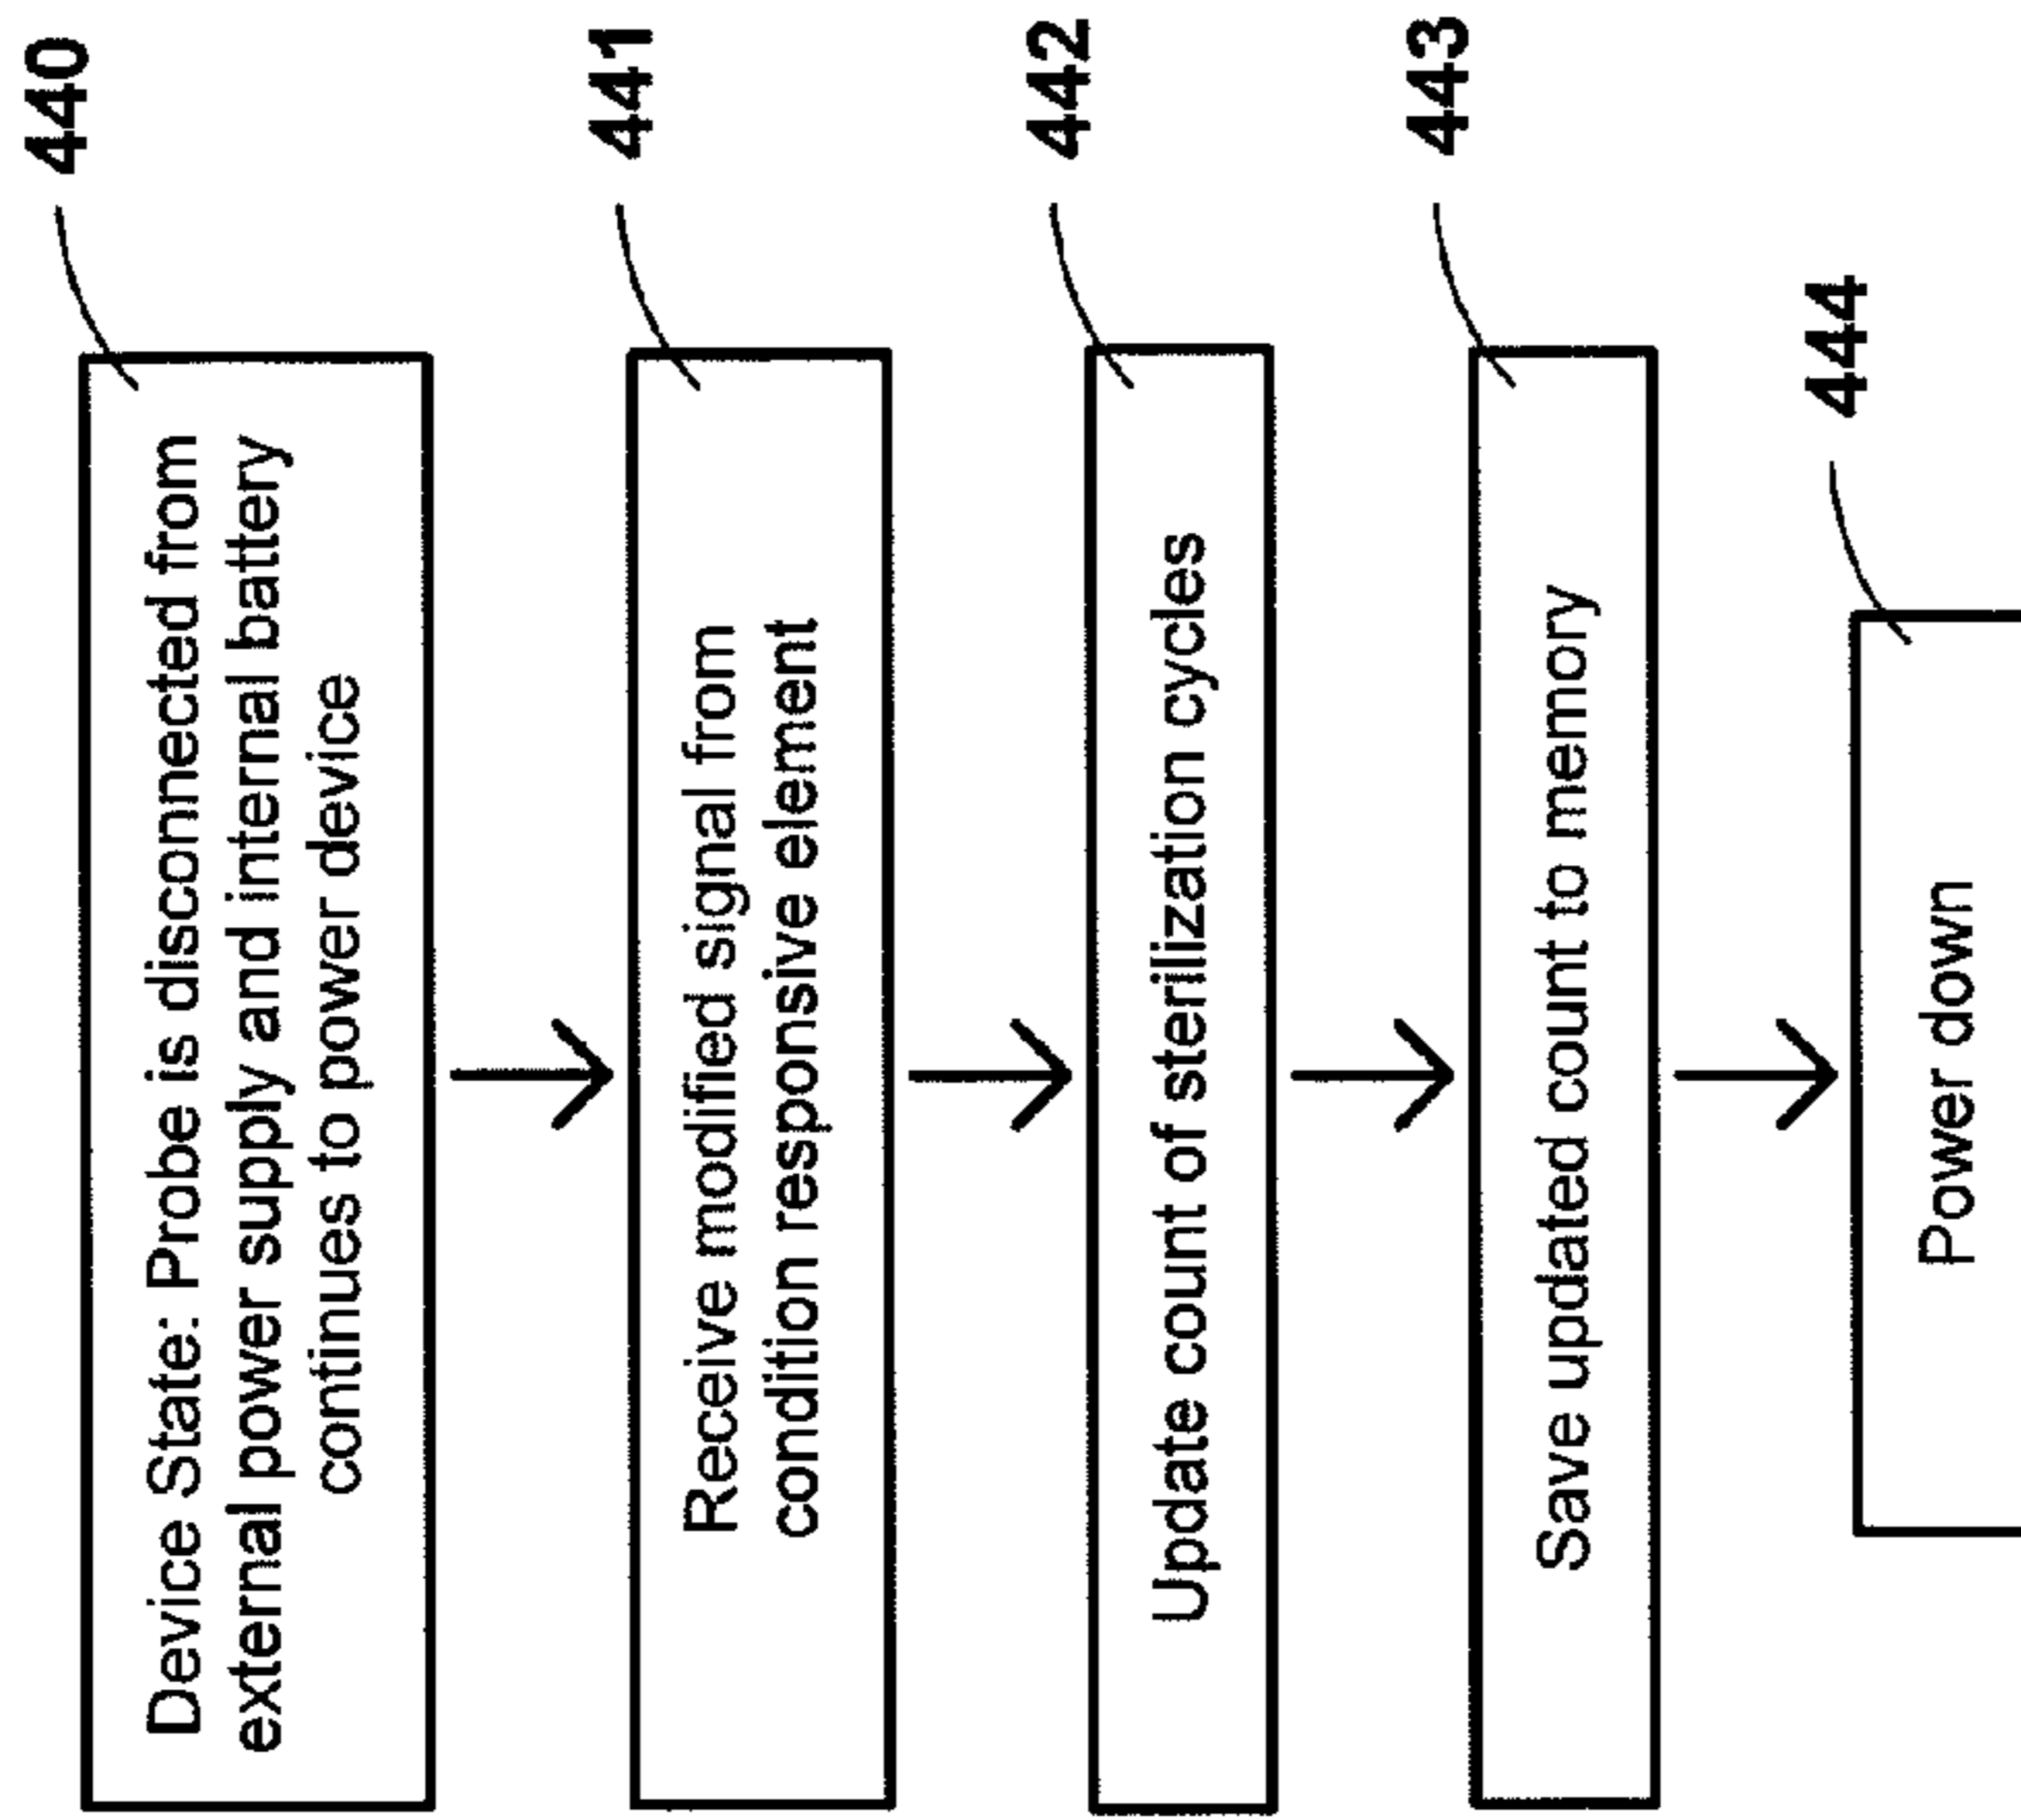 440
Device State: Probe is disconnected from
external power supply and internal battery
continues to power device
441
Receive modified signal from
condition responsive element
442
Update count of sterilization cycles
443
Save updated count to memory
444
Power down